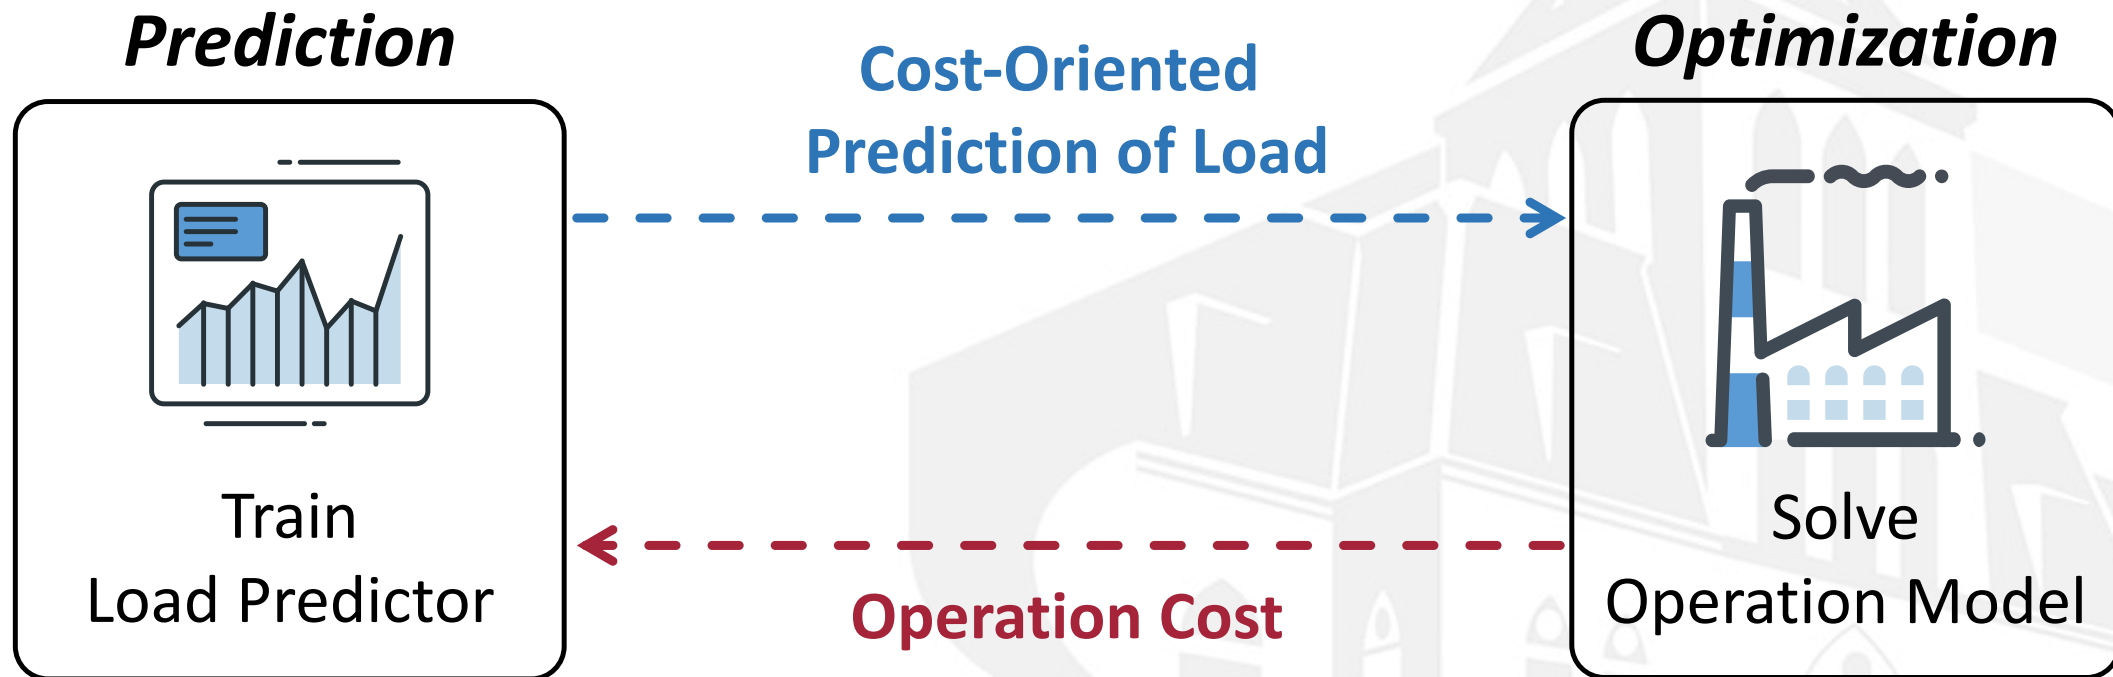 Prediction
Cost-Oriented
Prediction of Load
Optimization
Train
Load Predictor
Operation Cost
Solve
Operation Model